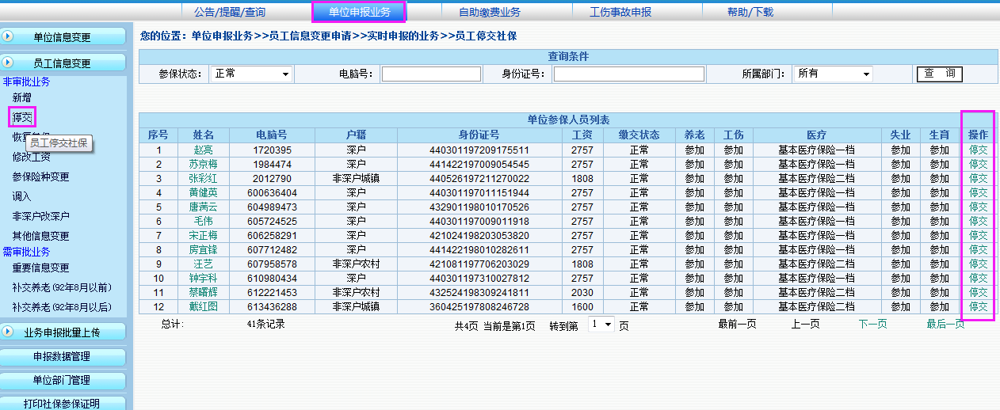 公告/提醒/查询 单位申报业务 自助缴费业务 工伤事故申报 帮助/下载
单位信息变更
员工信息变更
非审批业务
新增
停交
员工停交社保
修改工资
参保险种变更
调入
非深户改深户
其他信息变更
需审批业务
重要信息变更
补交养老(92年8月以前)
补交养老(92年8月以后)
业务申报批量上传
申报数据管理
单位部门管理
打印社保参保证明
您的位置：单位申报业务>>员工信息变更申请>>实时申报的业务>>员工停交社保
查询条件
参保状态： 正常 电脑号： 身份证号： 所属部门： 所有 查 询
单位参保人员列表
序号 姓名 电脑号 户籍 身份证号 工资 缴交状态 养老 工伤 医疗 失业 生育 操作
1 赵亮 1720395 深户 440301197209175511 2757 正常 参加 参加 基本医疗保险一档 参加 参加 停交
2 苏京梅 1984474 深户 441422197009054545 2757 正常 参加 参加 基本医疗保险一档 参加 参加 停交
3 张彩红 2012790 非深户城镇 440526197211270022 1808 正常 参加 参加 基本医疗保险二档 参加 参加 停交
4 黄健英 600636404 深户 440301197011151944 2757 正常 参加 参加 基本医疗保险一档 参加 参加 停交
5 唐满云 604989473 深户 432901198010170526 2757 正常 参加 参加 基本医疗保险一档 参加 参加 停交
6 毛伟 605724525 深户 440301197009011918 2757 正常 参加 参加 基本医疗保险一档 参加 参加 停交
7 宋正梅 606258291 深户 421024198203053820 2757 正常 参加 参加 基本医疗保险一档 参加 参加 停交
8 房宜锋 607712482 深户 441422198010282611 2757 正常 参加 参加 基本医疗保险一档 参加 参加 停交
9 汪艺 607958578 非深户农村 421081197706203029 1808 正常 参加 参加 基本医疗保险二档 参加 参加 停交
10 钟宇科 610980434 深户 440301197310027812 2757 正常 参加 参加 基本医疗保险一档 参加 参加 停交
11 蔡曙辉 612221453 非深户农村 432524198309241811 2030 正常 参加 参加 基本医疗保险二档 参加 参加 停交
12 戴红图 613436288 非深户城镇 360425197808246728 1600 正常 参加 参加 基本医疗保险二档 参加 参加 停交
总计： 41条记录 共4页 当前是第1页 转到第 1 页 最前一页 上一页 下一页 最后一页